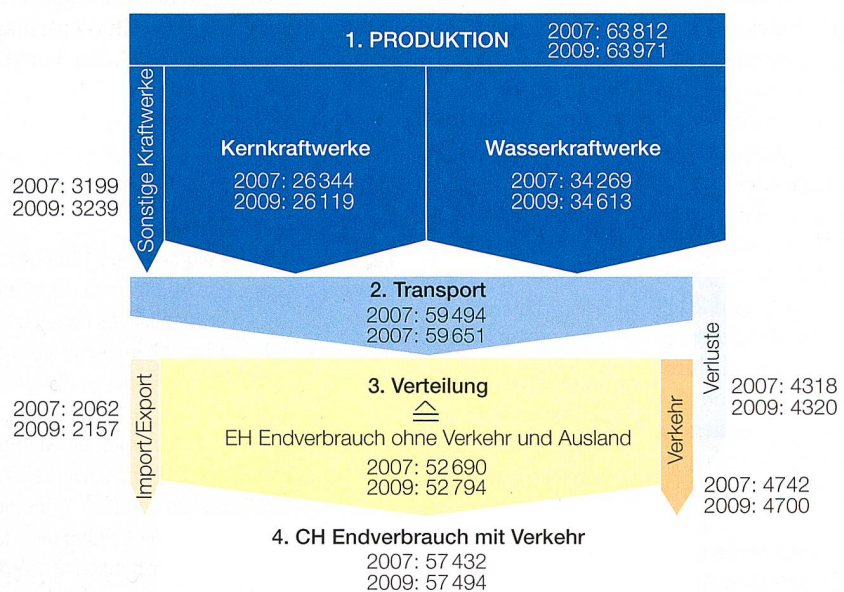 1. PRODUKTION
2007: 63 812
2009: 63 971
Sonstige Kraftwerke
2007: 3199
2009: 3239
Kernkraftwerke
2007: 26 344
2009: 26 119
Wasserkraftwerke
2007: 34 269
2009: 34 613
2. Transport
2007: 59 494
2007: 59 651
Verluste
2007: 4318
2009: 4320
Import/Export
2007: 2062
2009: 2157
3. Verteilung
≙
EH Endverbrauch ohne Verkehr und Ausland
2007: 52 690
2009: 52 794
Verkehr
2007: 4742
2009: 4700
4. CH Endverbrauch mit Verkehr
2007: 57 432
2009: 57 494